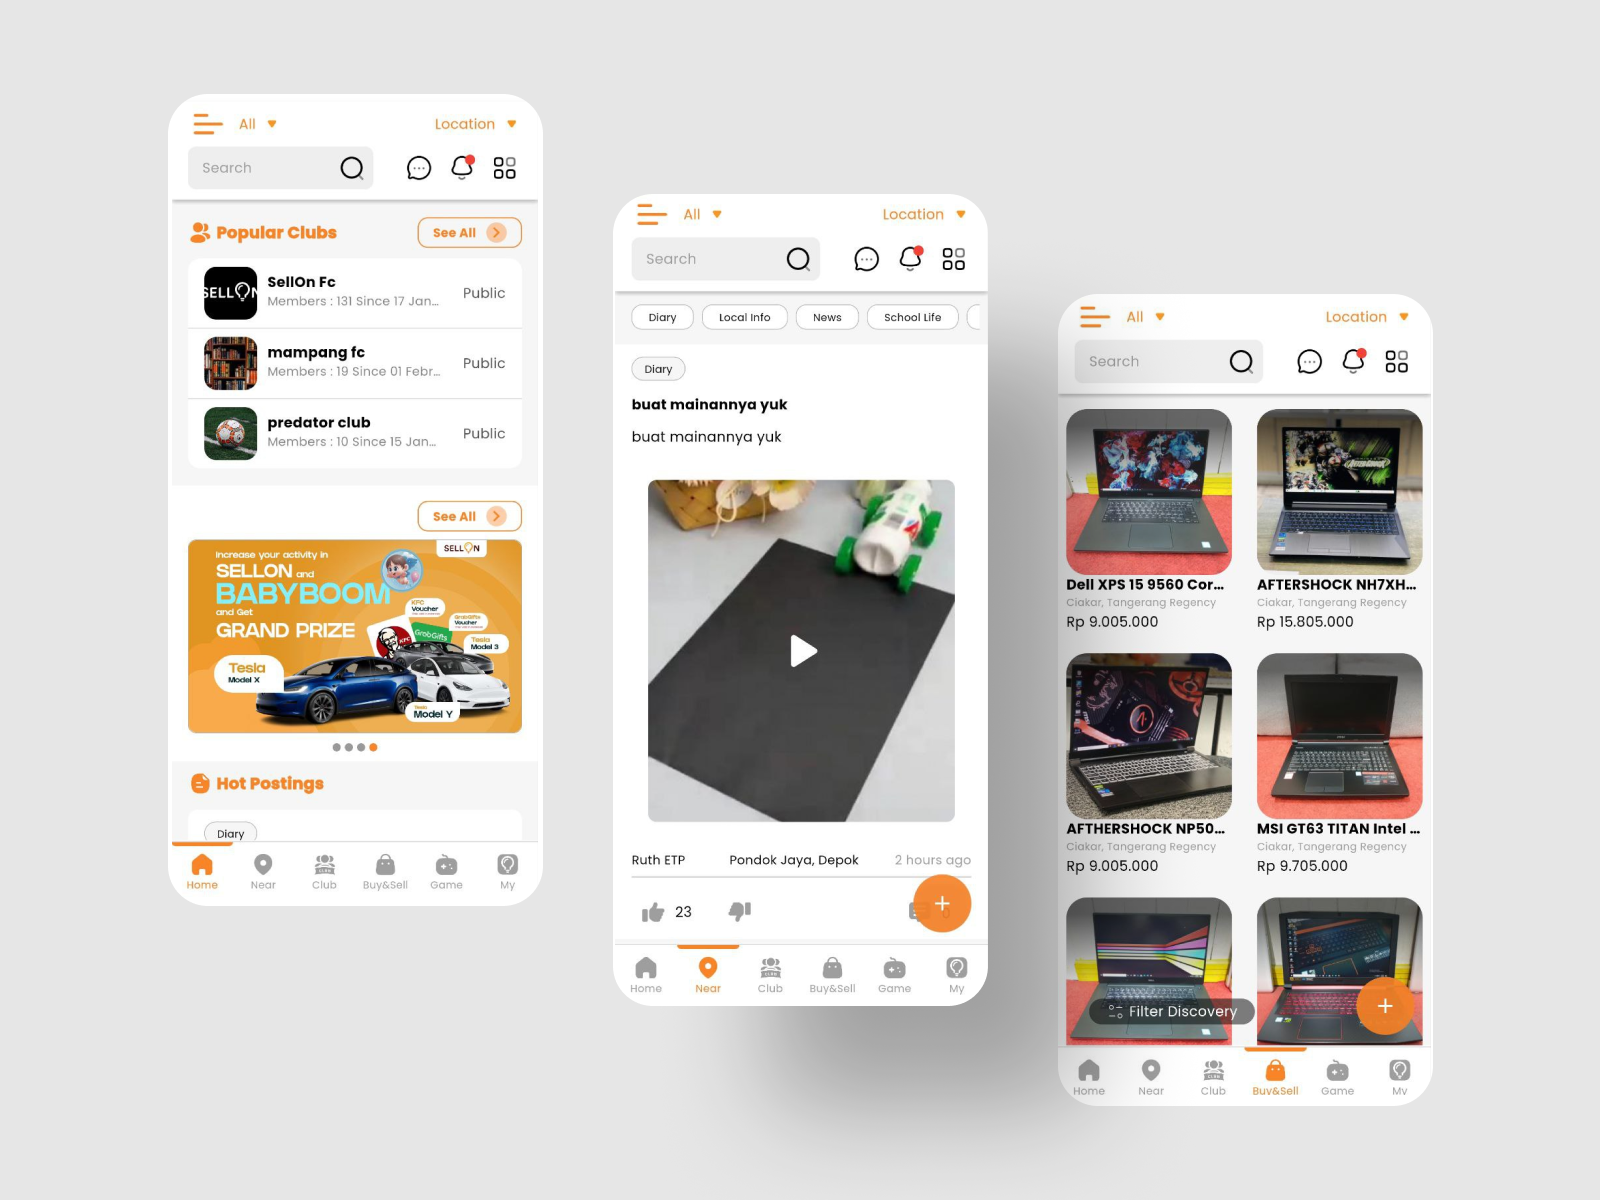 All
Location
Search
Popular Clubs
See All
SELLON
SellOn Fc
Members : 131 Since 17 Jan...
Public
mampang fc
Members : 19 Since 01 Febr...
Public
predator club
Members : 10 Since 15 Jan...
Public
See All
SELLON
Increase your activity in
SELLON and
BABYBOOM
and Get
GRAND PRIZE
KFC
Voucher
GrabGifts
Voucher
KFC
GrabGifts
Tesla
Model 3
Tesla
Model X
Tesla
Model Y
Hot Postings
Diary
Home
Near
Club
Buy&Sell
Game
My
All
Location
Search
Diary
Local Info
News
School Life
Diary
buat mainannya yuk
buat mainannya yuk
Ruth ETP
Pondok Jaya, Depok
2 hours ago
23
+
Home
Near
Club
Buy&Sell
Game
My
All
Location
Search
Dell XPS 15 9560 Cor...
Ciakar, Tangerang Regency
Rp 9.005.000
AFTERSHOCK NH7XH...
Ciakar, Tangerang Regency
Rp 15.805.000
AFTHERSHOCK NP50...
Ciakar, Tangerang Regency
Rp 9.005.000
MSI GT63 TITAN Intel ...
Ciakar, Tangerang Regency
Rp 9.705.000
Filter Discovery
+
Home
Near
Club
Buy&Sell
Game
My